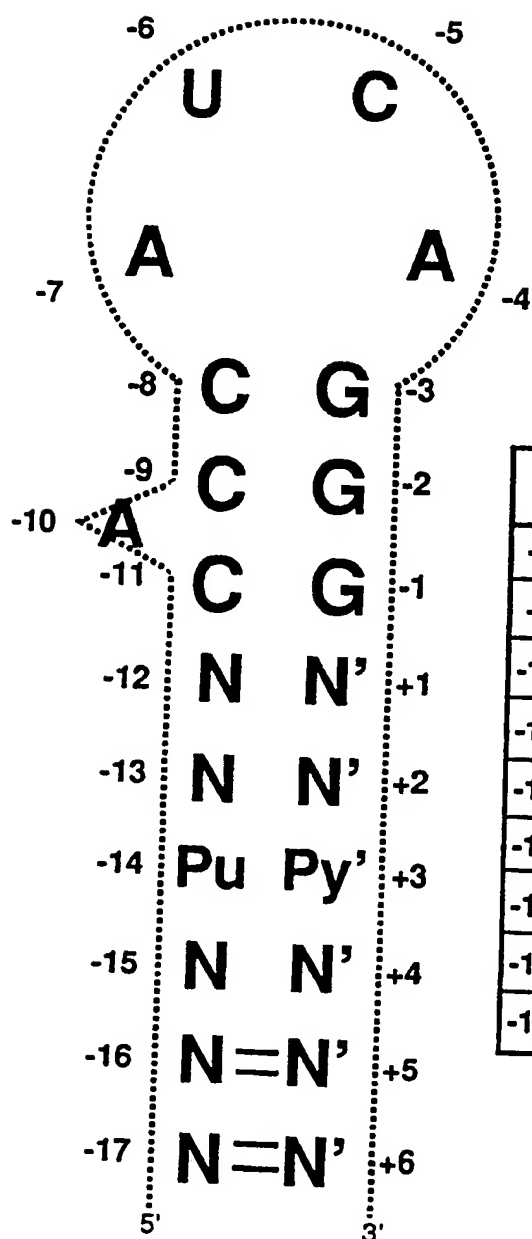 -6 -5
U C
A A
-7 -4
-8 C G -3
-9 C G -2
-10 A
-11 C G -1
-12 N N' +1
-13 N N' +2
-14 Pu Py' +3
-15 N N' +4
-16 N N' +5
-17 N N' +6
5' 3'